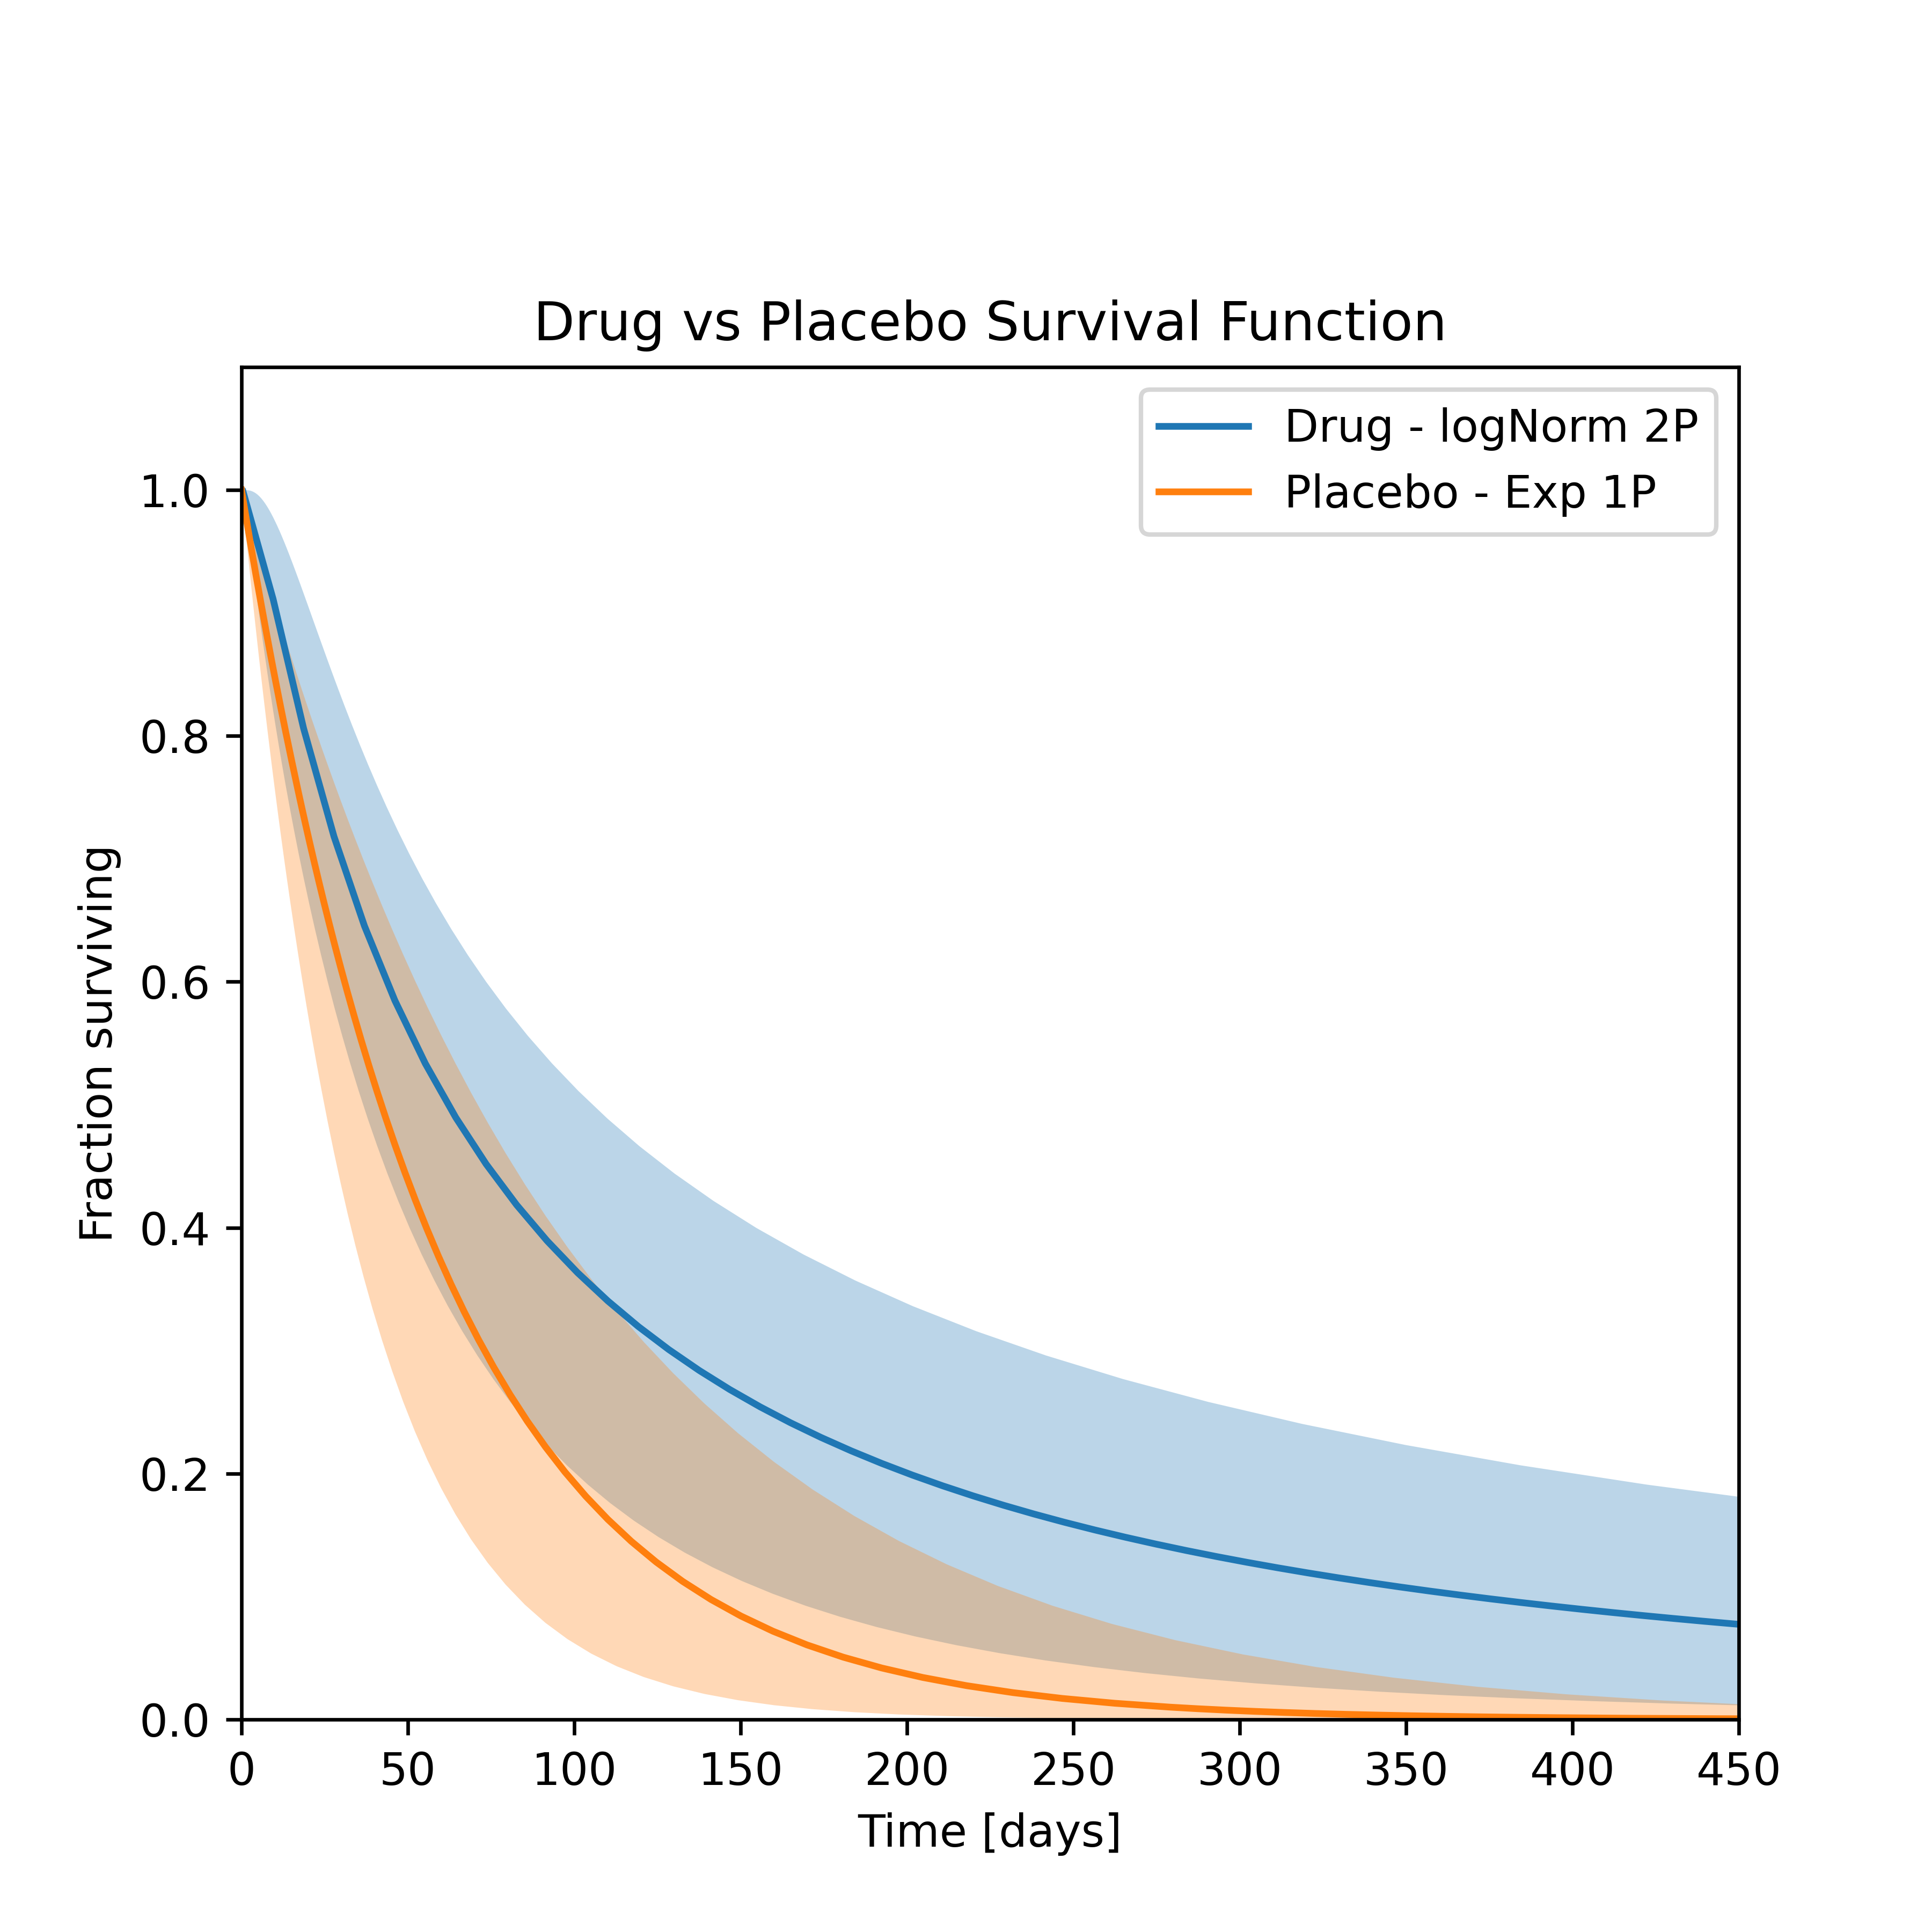 Drug vs Placebo Survival Function
Drug - logNorm 2P
Placebo - Exp 1P
Fraction surviving
1.0
0.8
0.6
0.4
0.2
0.0
0 50 100 150 200 250 300 350 400 450
Time [days]